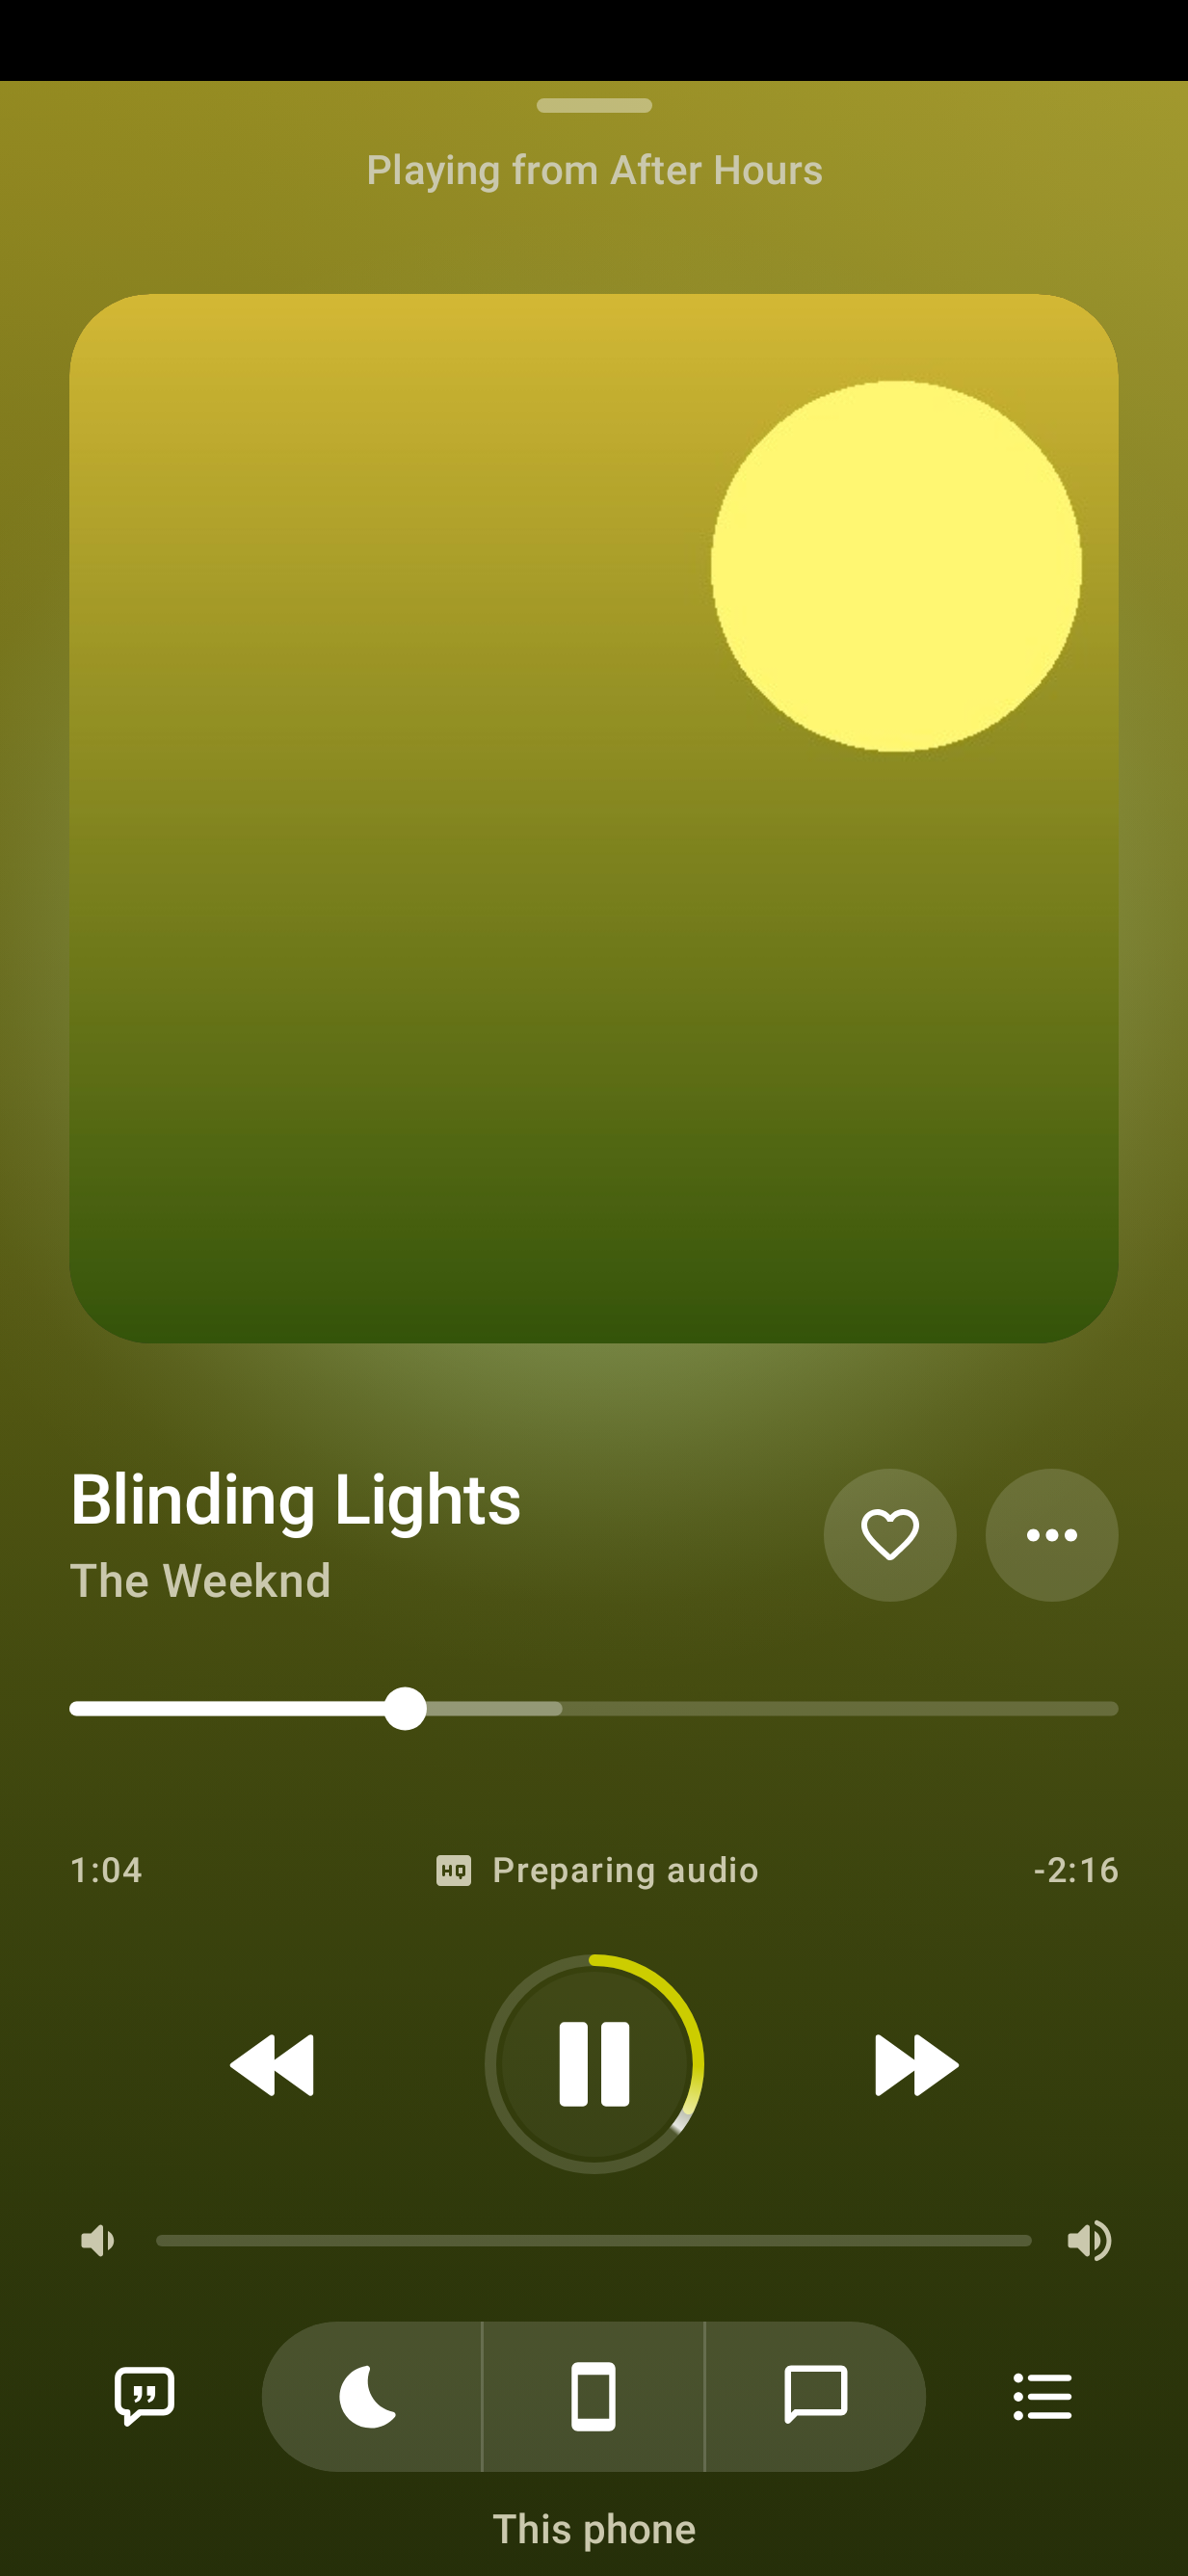 Playing from After Hours
Blinding Lights
The Weeknd
1:04
HQ Preparing audio
-2:16
This phone